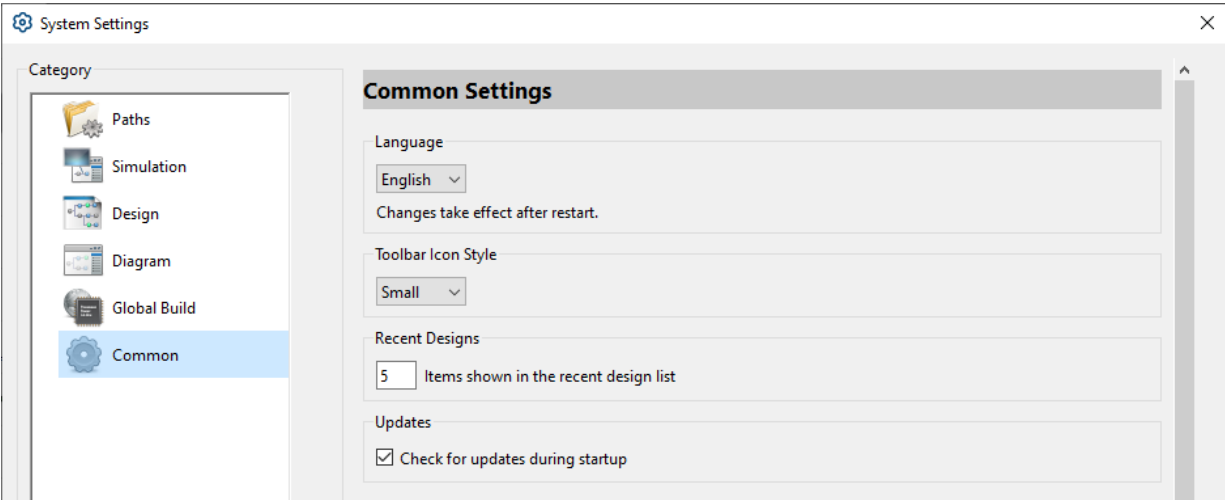 System Settings
Category
Paths
Simulation
Design
Diagram
Global Build
Common
Common Settings
Language
English
Changes take effect after restart.
Toolbar Icon Style
Small
Recent Designs
5 Items shown in the recent design list
Updates
Check for updates during startup